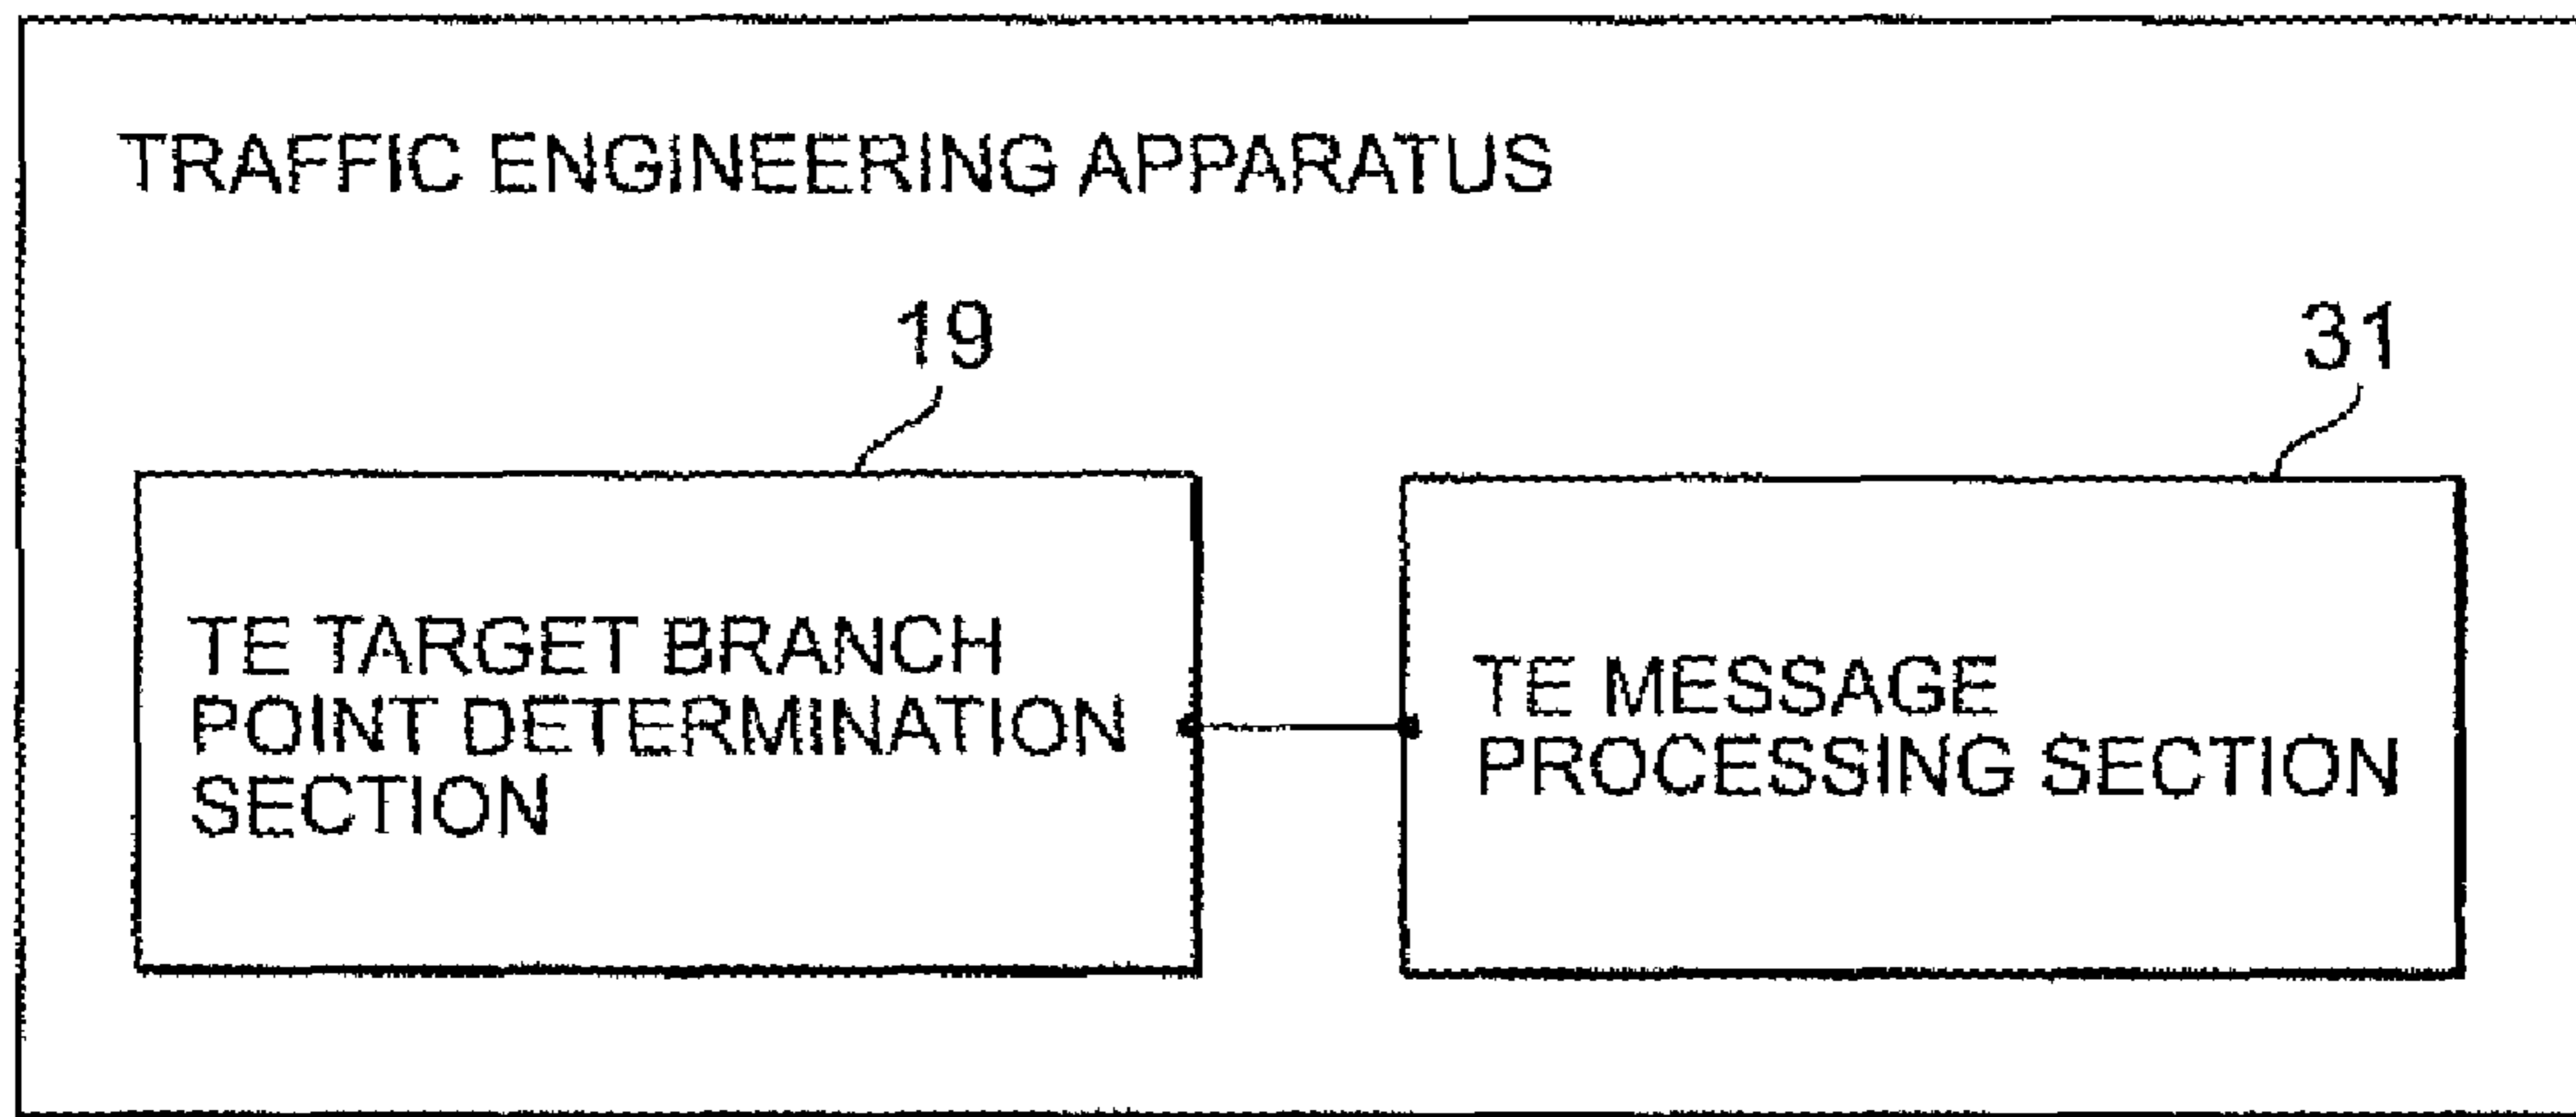 TRAFFIC ENGINEERING APPARATUS
19
31
TE TARGET BRANCH
POINT DETERMINATION
SECTION
TE MESSAGE
PROCESSING SECTION